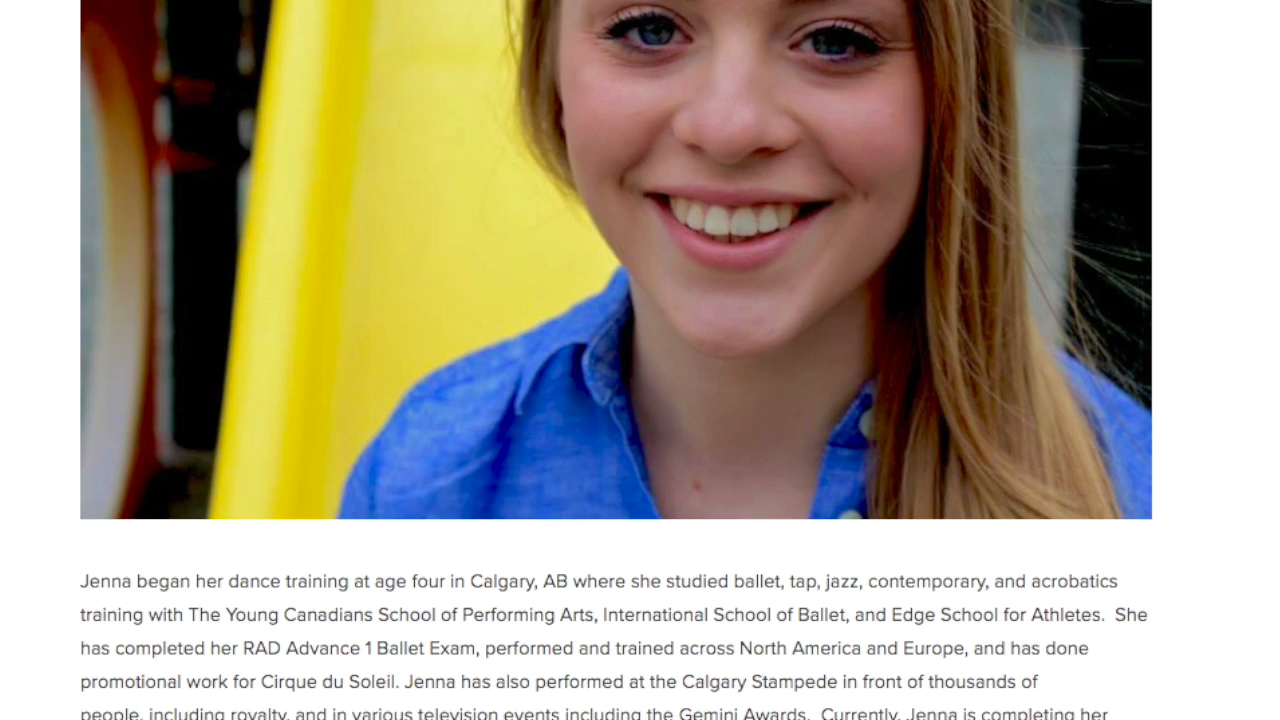 Jenna began her dance training at age four in Calgary, AB where she studied ballet, tap, jazz, contemporary, and acrobatics
training with The Young Canadians School of Performing Arts, International School of Ballet, and Edge School for Athletes.  She
has completed her RAD Advance 1 Ballet Exam, performed and trained across North America and Europe, and has done
promotional work for Cirque du Soleil. Jenna has also performed at the Calgary Stampede in front of thousands of
people, including royalty, and in various television events including the Gemini Awards.  Currently, Jenna is completing her